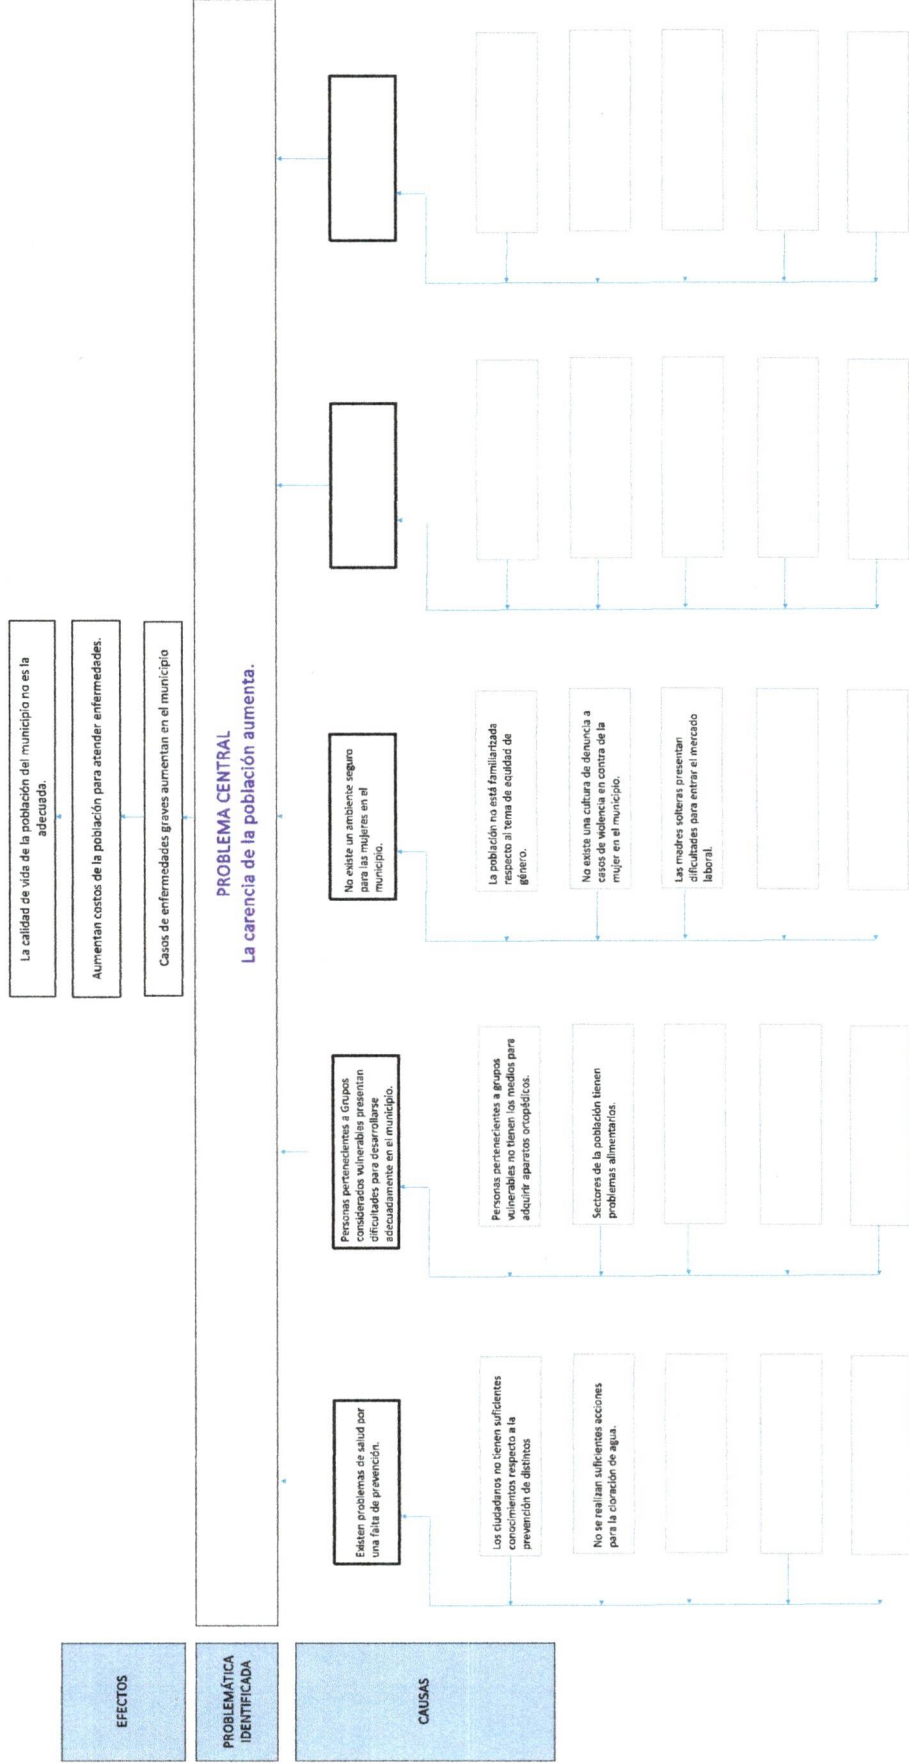 EFECTOS
La calidad de vida de la población del municipio no es la
adecuada.
Aumentan costos de la población para atender enfermedades.
Casos de enfermedades graves aumentan en el municipio
PROBLEMÁTICA
IDENTIFICADA
PROBLEMA CENTRAL
La carencia de la población aumenta.
CAUSAS
Existen problemas de salud por
una falta de prevención.
Los ciudadanos no tienen suficientes
conocimientos respecto a la
prevención de distintos
No se realizan suficientes acciones
para la cloración de agua.
Personas pertenecientes a Grupos
considerados vulnerables presentan
dificultades para desarrollarse
adecuadamente en el municipio.
Personas pertenecientes a grupos
vulnerables no tienen los medios para
adquirir aparatos ortopédicos.
Sectores de la población tienen
problemas alimentarios.
No existe un ambiente seguro
para las mujeres en el
municipio.
La población no está familiarizada
respecto al tema de equidad de
género.
No existe una cultura de denuncia a
casos de violencia en contra de la
mujer en el municipio.
Las madres solteras presentan
dificultades para entrar el mercado
laboral.